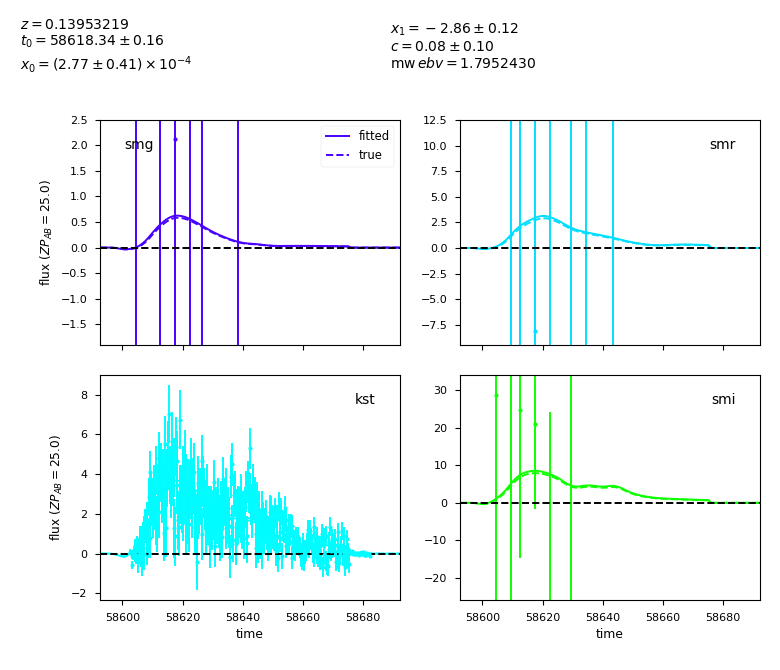 z = 0.13953219
t₀ = 58618.34 ± 0.16
x₀ = (2.77 ± 0.41) × 10⁻⁴
x₁ = −2.86 ± 0.12
c = 0.08 ± 0.10
mwebv = 1.7952430
2.5
2.0
1.5
1.0
0.5
0.0
−0.5
−1.0
−1.5
flux (ZP_AB = 25.0)
smg
fitted
true
12.5
10.0
7.5
5.0
2.5
0.0
−2.5
−5.0
−7.5
smr
8
6
4
2
0
−2
flux (ZP_AB = 25.0)
kst
58600 58620 58640 58660 58680
time
30
20
10
0
−10
−20
smi
58600 58620 58640 58660 58680
time